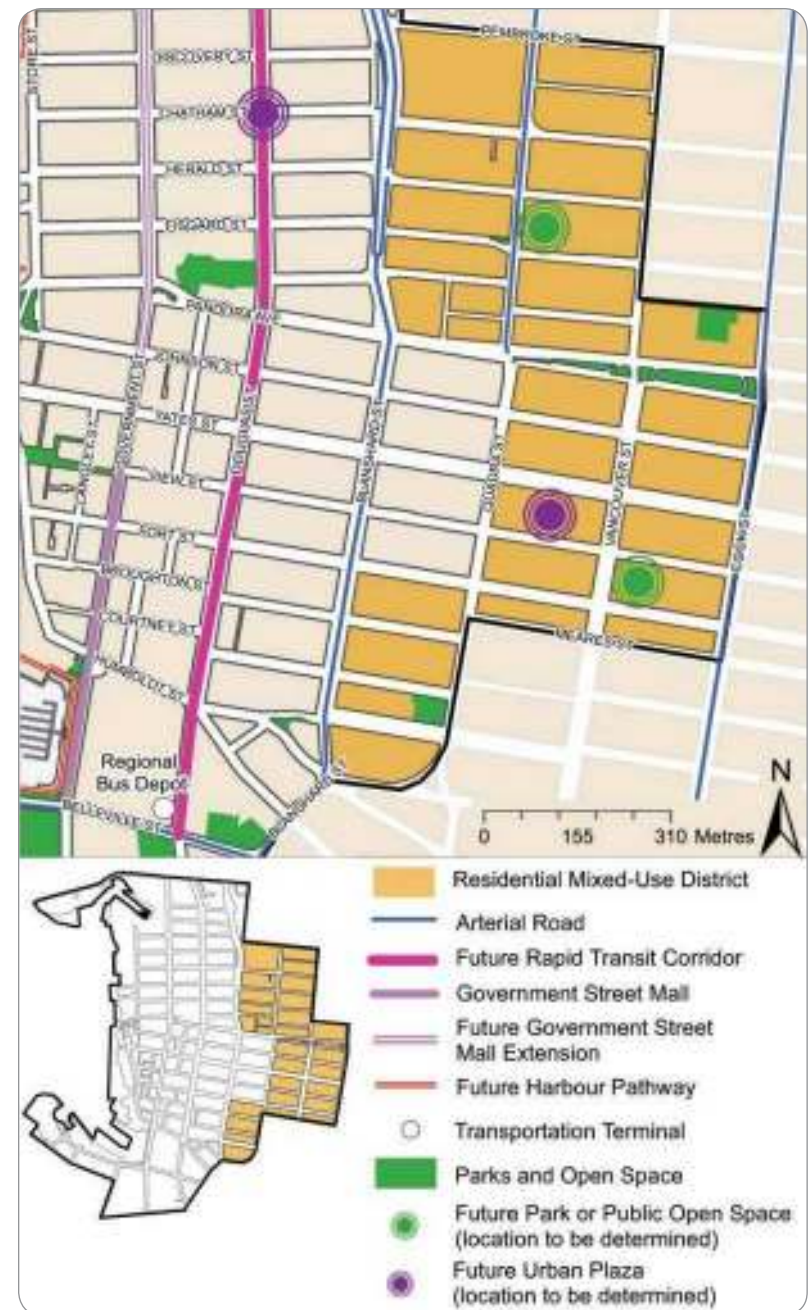 STORE ST
DISCOVERY ST
CHATHAM ST
HERALD ST
FISGARD ST
PEMBROKE ST
PANDORA AVE
JOHNSON ST
YATES ST
VIEW ST
FORT ST
BROUGHTON ST
COURTNEY ST
HUMBOLDT ST
LANGLEY ST
GOVERNMENT ST
DOUGLAS ST
BLANSHARD ST
QUADRA ST
VANCOUVER ST
COOK ST
MEARES ST
Regional
Bus Depot
BELLEVILLE ST
BLANSHARD ST
0 155 310 Metres
N
Residential Mixed-Use District
Arterial Road
Future Rapid Transit Corridor
Government Street Mall
Future Government Street
Mall Extension
Future Harbour Pathway
Transportation Terminal
Parks and Open Space
Future Park or Public Open Space
(location to be determined)
Future Urban Plaza
(location to be determined)